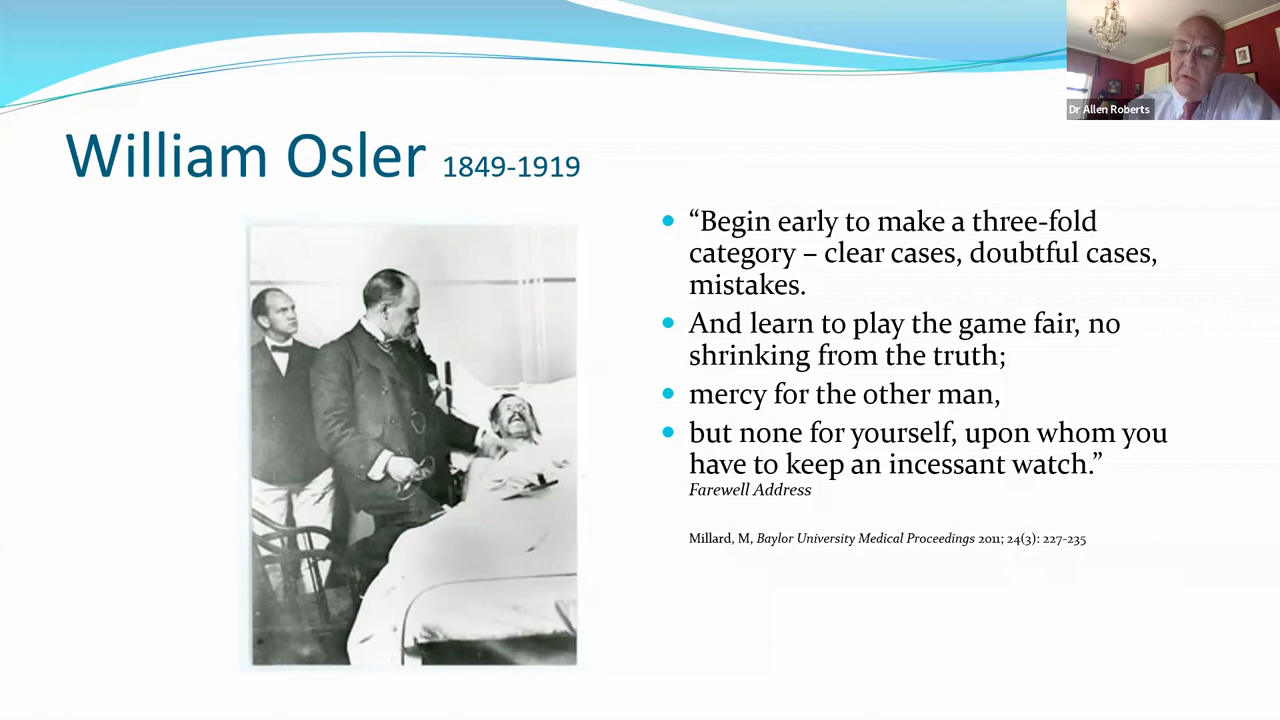 Dr Allen Roberts
William Osler 1849-1919
• “Begin early to make a three-fold
category – clear cases, doubtful cases,
mistakes.
• And learn to play the game fair, no
shrinking from the truth;
• mercy for the other man,
• but none for yourself, upon whom you
have to keep an incessant watch.”
Farewell Address
Millard, M, Baylor University Medical Proceedings 2011; 24(3): 227-235